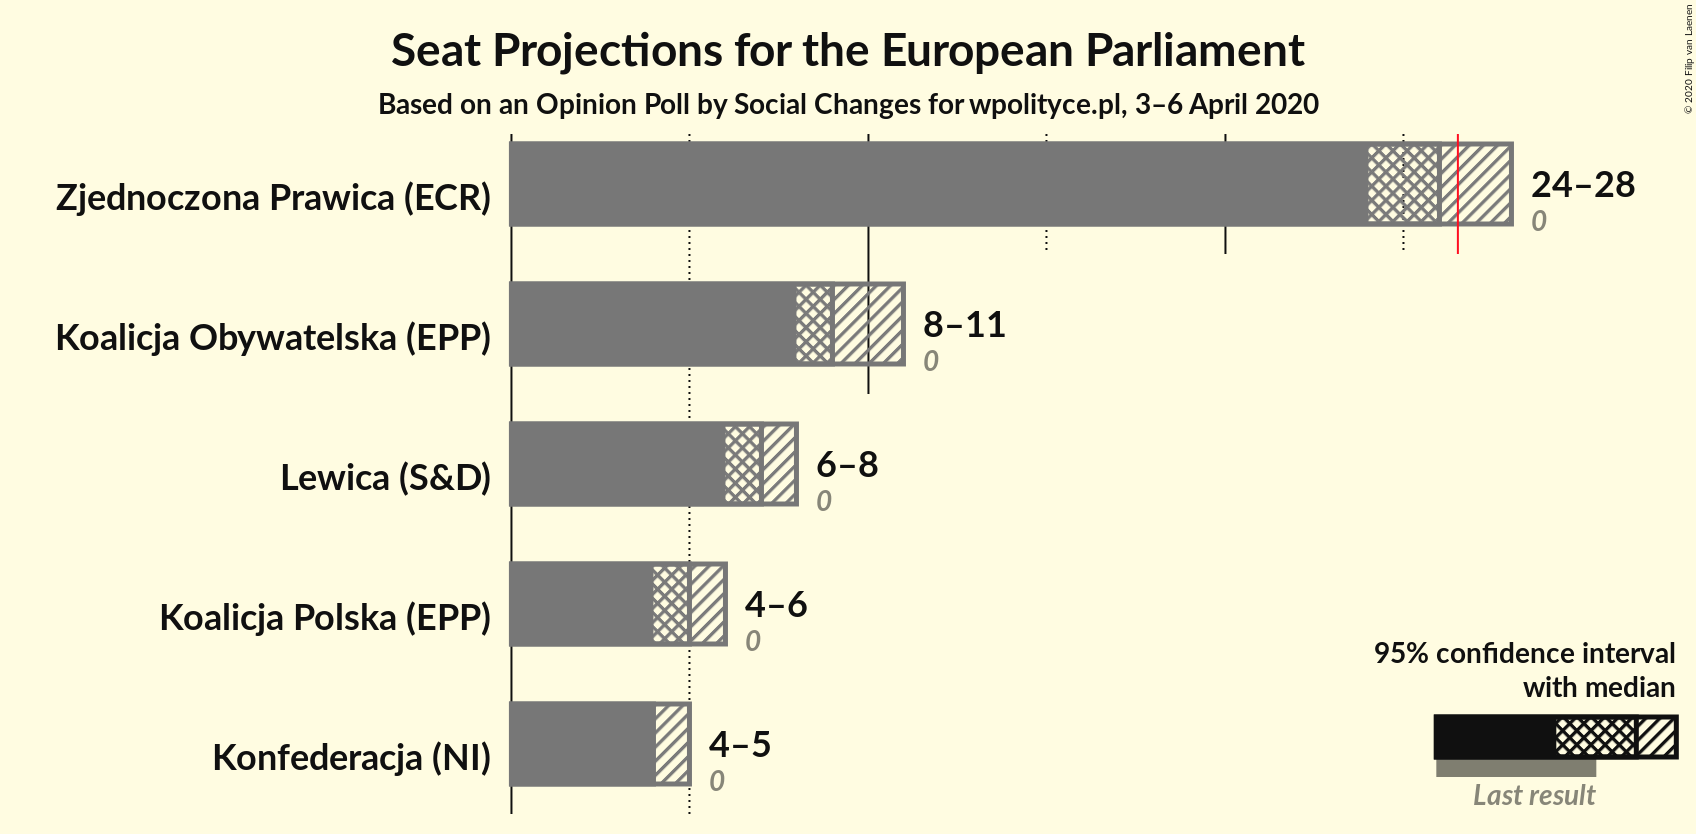 Seat Projections for the European Parliament
Based on an Opinion Poll by Social Changes for wpolityce.pl, 3–6 April 2020
© 2020 Filip van Laenen
Zjednoczona Prawica (ECR)
24–28
0
Koalicja Obywatelska (EPP)
8–11
0
Lewica (S&D)
6–8
0
Koalicja Polska (EPP)
4–6
0
Konfederacja (NI)
4–5
0
95% confidence interval
with median
Last result